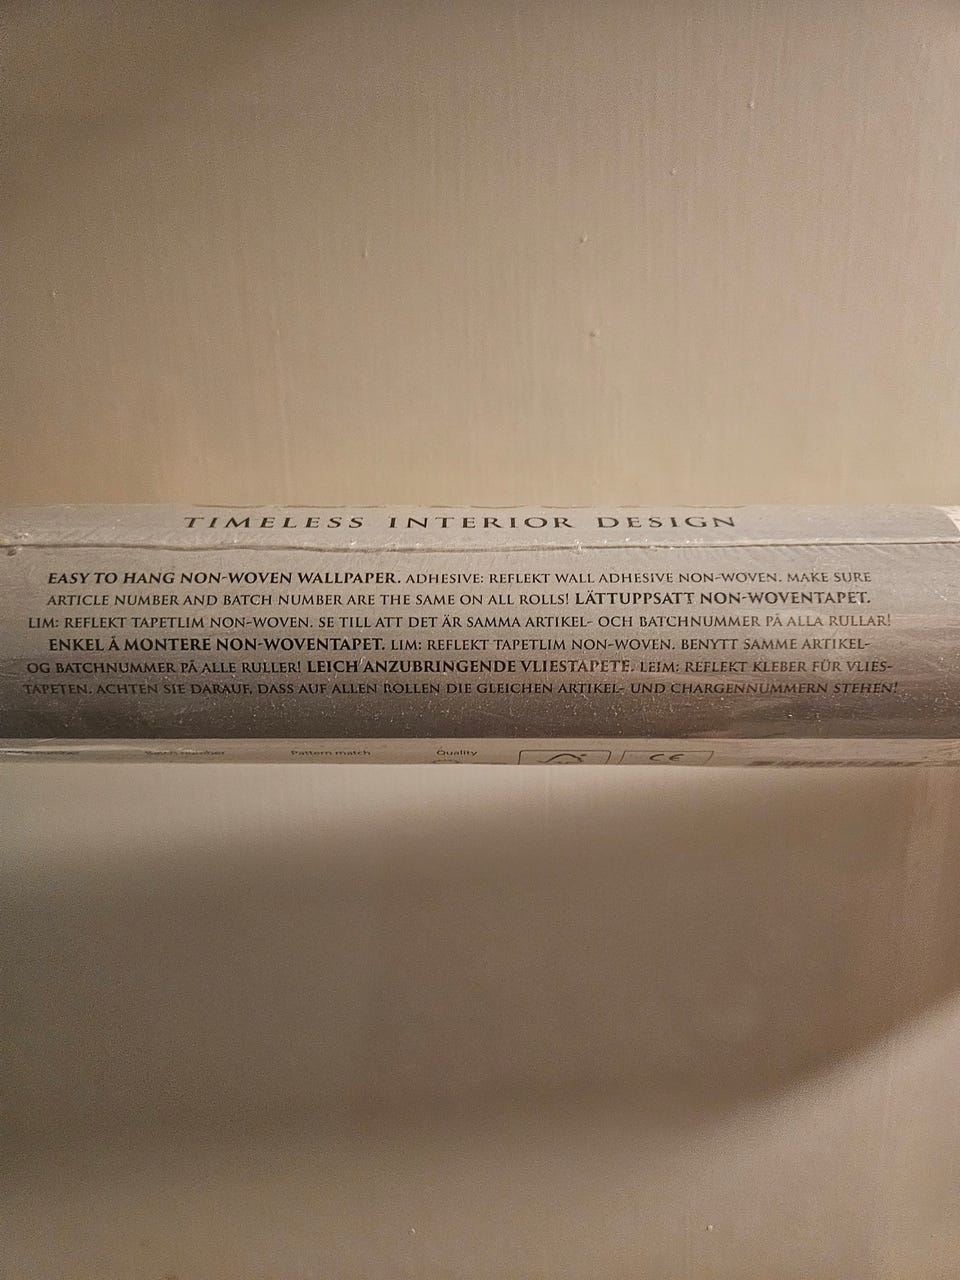 TIMELESS INTERIOR DESIGN
EASY TO HANG NON-WOVEN WALLPAPER. ADHESIVE: REFLEKT WALL ADHESIVE NON-WOVEN. MAKE SURE
ARTICLE NUMBER AND BATCH NUMBER ARE THE SAME ON ALL ROLLS! LÄTTUPPSATT NON-WOVENTAPET.
LIM: REFLEKT TAPETLIM NON-WOVEN. SE TILL ATT DET ÄR SAMMA ARTIKEL- OCH BATCHNUMMER PÅ ALLA RULLAR!
ENKEL Å MONTERE NON-WOVENTAPET. LIM: REFLEKT TAPETLIM NON-WOVEN. BENYTT SAMME ARTIKEL-
OG BATCHNUMMER PÅ ALLE RULLER! LEICH ANZUBRINGENDE VLIESTAPETE. LEIM: REFLEKT KLEBER FÜR VLIES-
TAPETEN. ACHTEN SIE DARAUF, DASS AUF ALLEN ROLLEN DIE GLEICHEN ARTIKEL- UND CHARGENNUMMERN STEHEN!
Batch number Pattern match Quality CE